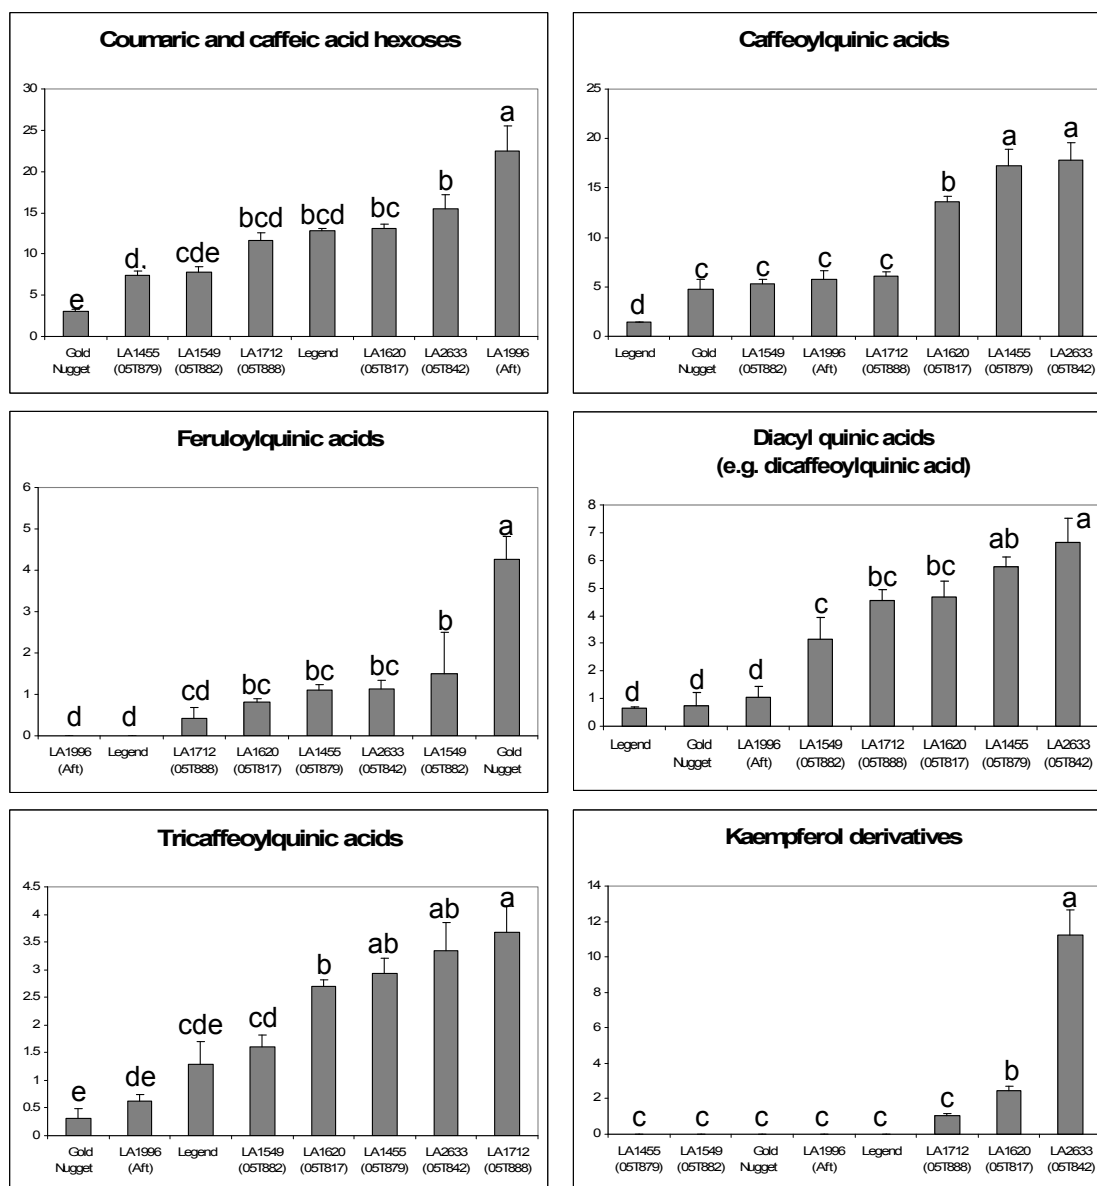 Coumaric and caffeic acid hexoses
30
25
20
15
10
5
0
e
d.
cde
bcd
bcd
bc
b
a
Gold LA1455 LA1549 LA1712 Legend LA1620 LA2633 LA1996
Nugget (05T879) (05T882) (05T888) (05T817) (05T842) (Aft)
Caffeoylquinic acids
25
20
15
10
5
0
d
c
c
c
c
b
a
a
Legend Gold LA1549 LA1996 LA1712 LA1620 LA1455 LA2633
Nugget (05T882) (Aft) (05T888) (05T817) (05T879) (05T842)
Feruloylquinic acids
6
5
4
3
2
1
0
d
d
cd
bc
bc
bc
b
a
LA1996 Legend LA1712 LA1620 LA1455 LA2633 LA1549 Gold
(Aft) (05T888) (05T817) (05T879) (05T842) (05T882) Nugget
Diacyl quinic acids
(e.g. dicaffeoylquinic acid)
8
7
6
5
4
3
2
1
0
d
d
d
c
bc
bc
ab
a
Legend Gold LA1996 LA1549 LA1712 LA1620 LA1455 LA2633
Nugget (Aft) (05T882) (05T888) (05T817) (05T879) (05T842)
Tricaffeoylquinic acids
4.5
4
3.5
3
2.5
2
1.5
1
0.5
0
e
de
cde
cd
b
ab
ab
a
Gold LA1996 Legend LA1549 LA1620 LA1455 LA2633 LA1712
Nugget (Aft) (05T882) (05T817) (05T879) (05T842) (05T888)
Kaempferol derivatives
14
12
10
8
6
4
2
0
c
c
c
c
c
c
b
a
LA1455 LA1549 Gold LA1996 Legend LA1712 LA1620 LA2633
(05T879) (05T882) Nugget (Aft) (05T888) (05T817) (05T842)